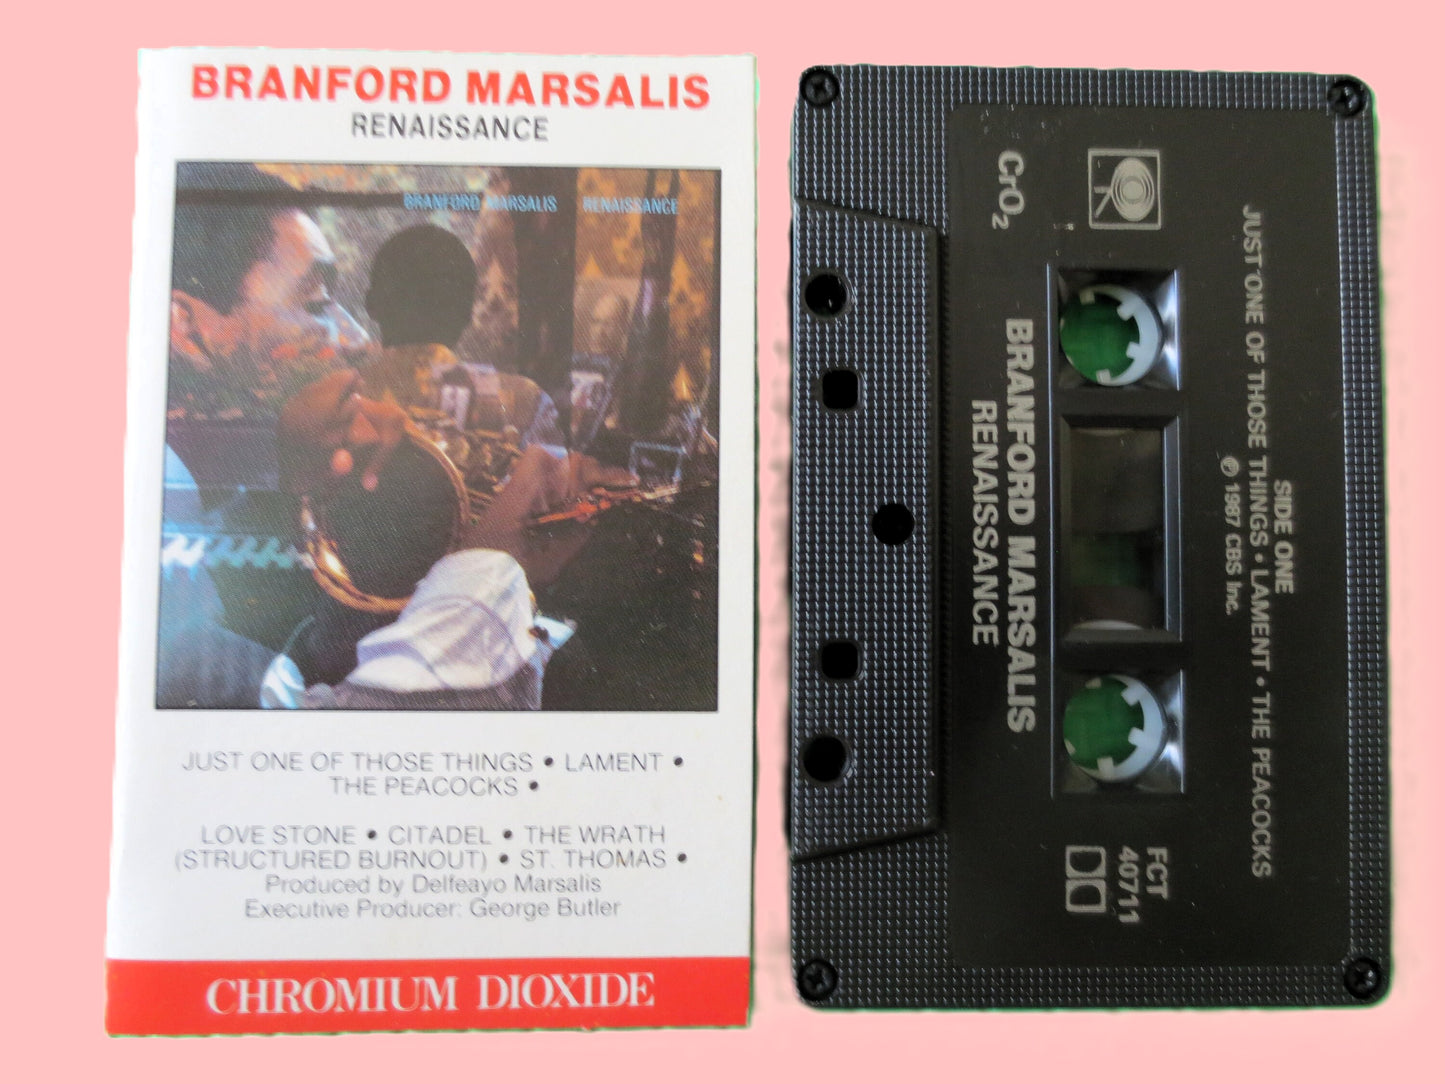 BRANFORD MARSALIS
RENAISSANCE
BRANFORD MARSALIS RENAISSANCE
JUST ONE OF THOSE THINGS • LAMENT •
THE PEACOCKS •
LOVE STONE • CITADEL • THE WRATH
(STRUCTURED BURNOUT) • ST. THOMAS •
Produced by Delfeayo Marsalis
Executive Producer: George Butler
CHROMIUM DIOXIDE
CrO₂
BRANFORD MARSALIS
RENAISSANCE
SIDE ONE
JUST ONE OF THOSE THINGS • LAMENT • THE PEACOCKS
℗ 1987 CBS Inc.
FCT
40711